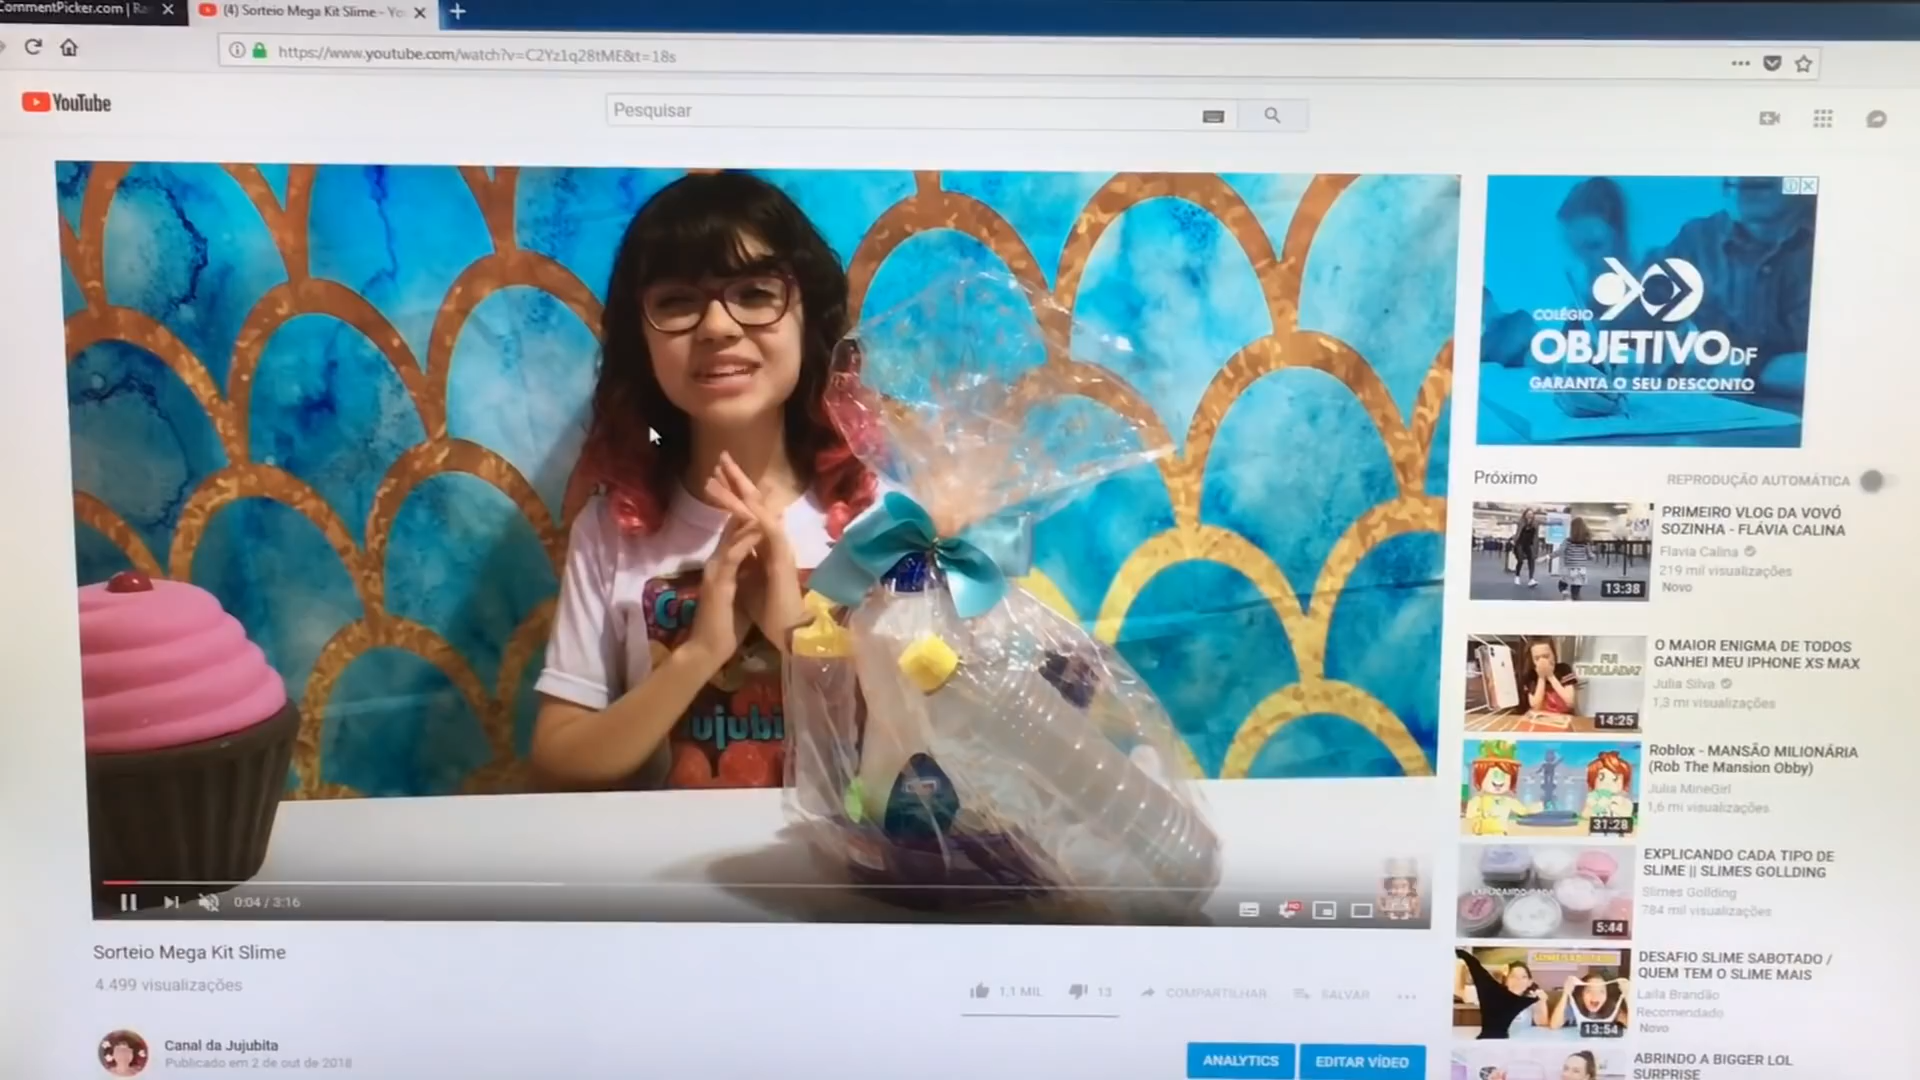 CommentPicker.com | Ra
(4) Sorteio Mega Kit Slime - Yo
https://www.youtube.com/watch?v=C2Yz1q28tME&t=18s
YouTube
Pesquisar
COLÉGIO
OBJETIVO DF
GARANTA O SEU DESCONTO
Próximo
REPRODUÇÃO AUTOMÁTICA
PRIMEIRO VLOG DA VOVÓ
SOZINHA - FLÁVIA CALINA
Flavia Calina
219 mil visualizações
Novo
13:38
O MAIOR ENIGMA DE TODOS
GANHEI MEU IPHONE XS MAX
Julia Silva
1,3 mi visualizações
FUI
TROLLADA?
14:25
Roblox - MANSÃO MILIONÁRIA
(Rob The Mansion Obby)
Julia MineGirl
1,6 mi visualizações
31:28
EXPLICANDO CADA TIPO DE
SLIME || SLIMES GOLLDING
Slimes Gollding
784 mil visualizações
5:44
DESAFIO SLIME SABOTADO /
QUEM TEM O SLIME MAIS
Laila Brandão
Recomendado
Novo
13:54
ABRINDO A BIGGER LOL
SURPRISE
ujubi
0:04 / 3:16
HD
Sorteio Mega Kit Slime
4.499 visualizações
1,1 MIL
13
COMPARTILHAR
SALVAR
Canal da Jujubita
Publicado em 2 de out de 2018
ANALYTICS
EDITAR VÍDEO